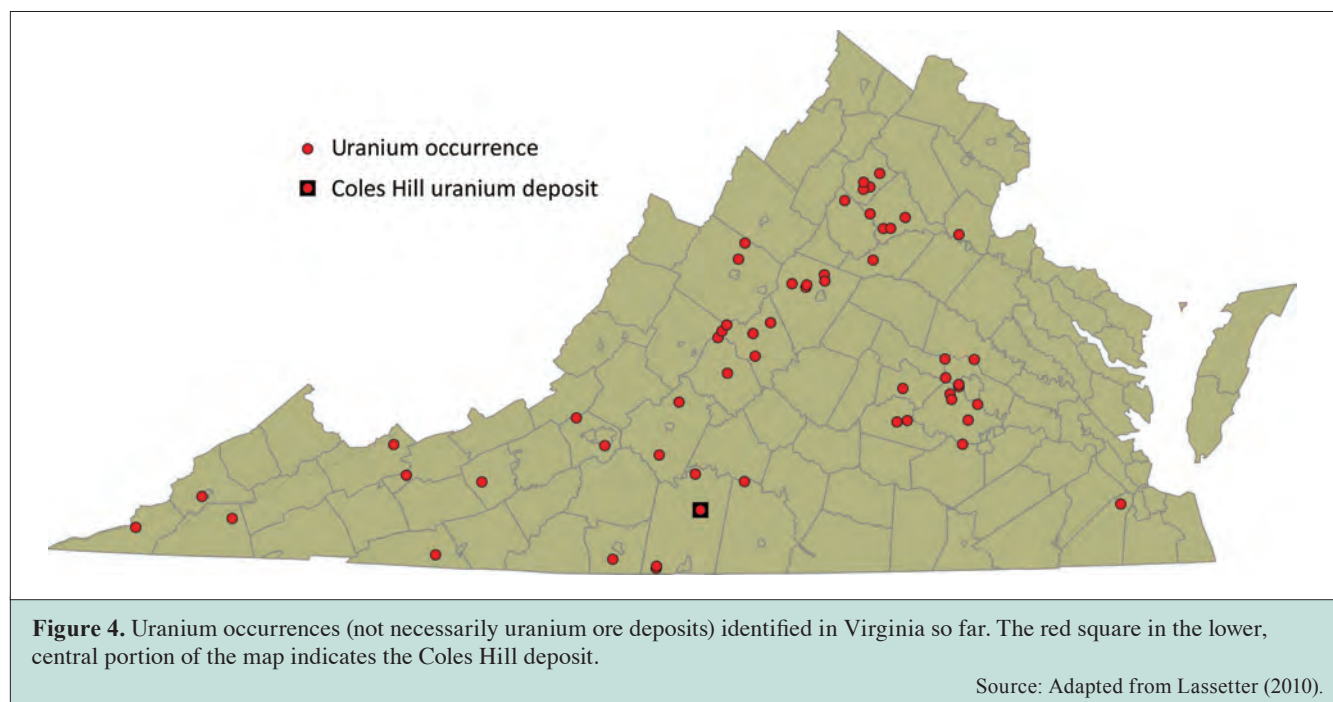 Uranium occurrence
Coles Hill uranium deposit
Figure 4. Uranium occurrences (not necessarily uranium ore deposits) identified in Virginia so far. The red square in the lower,
central portion of the map indicates the Coles Hill deposit.
Source: Adapted from Lassetter (2010).